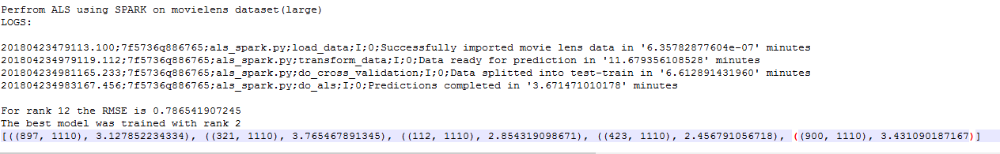 Perfrom ALS using SPARK on movielens dataset(large)
LOGS:
20180423479113.100;7f5736q886765;als_spark.py;load_data;I;0;Successfully imported movie lens data in '6.35782877604e-07' minutes
201804234979119.112;7f5736q886765;als_spark.py;transform_data;I;0;Data ready for prediction in '11.679356108528' minutes
201804234981165.233;7f5736q886765;als_spark.py;do_cross_validation;I;0;Data splitted into test-train in '6.612891431960' minutes
201804234983167.456;7f5736q886765;als_spark.py;do_als;I;0;Predictions completed in '3.671471010178' minutes
For rank 12 the RMSE is 0.786541907245
The best model was trained with rank 2
[((897, 1110), 3.127852234334), ((321, 1110), 3.765467891345), ((112, 1110), 2.854319098671), ((423, 1110), 2.456791056718), ((900, 1110), 3.431090187167)]